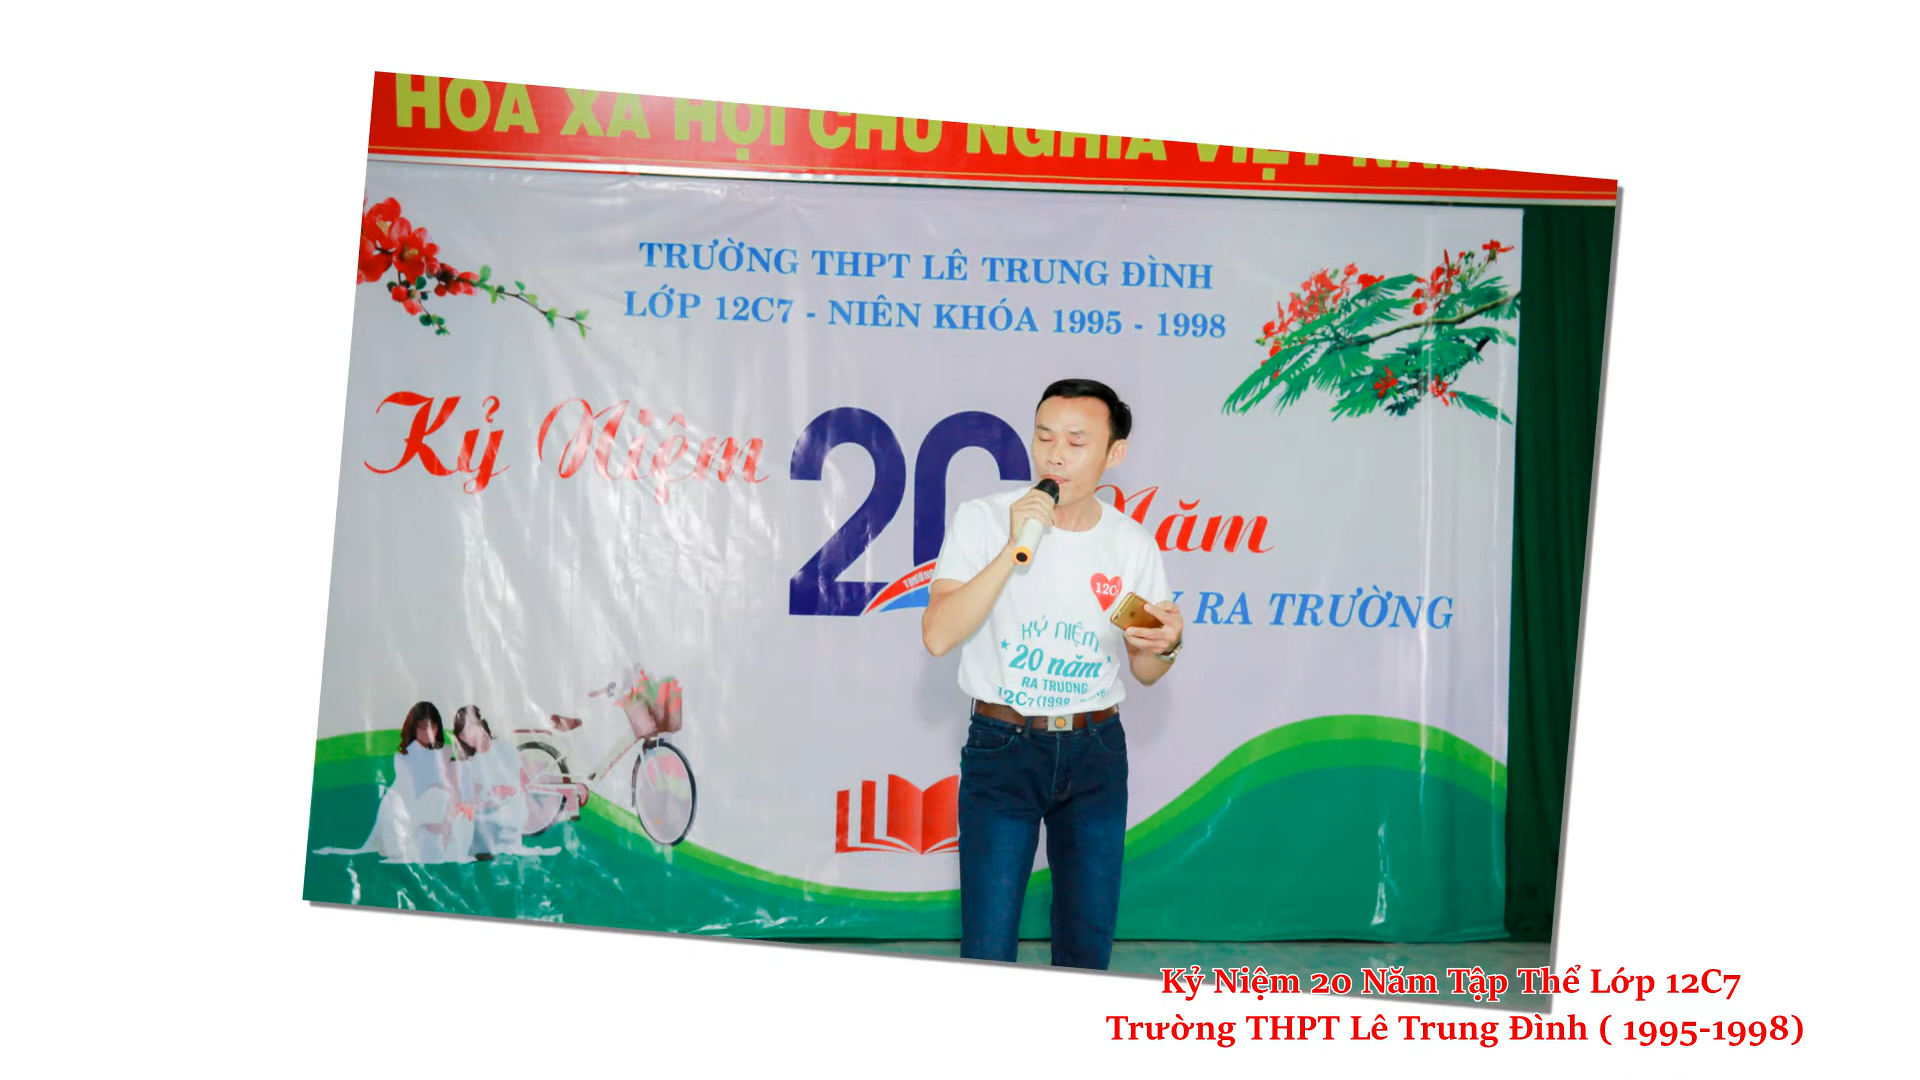 HÒA XÃ HỘI CHỦ NGHĨA VIỆT NAM
TRƯỜNG THPT LÊ TRUNG ĐÌNH
LỚP 12C7 - NIÊN KHÓA 1995 - 1998
Kỷ Niệm 20 Năm
RA TRƯỜNG
12C
KỶ NIỆM
20 năm
RA TRƯỜNG
12C7 (1998
Kỷ Niệm 20 Năm Tập Thể Lớp 12C7
Trường THPT Lê Trung Đình ( 1995-1998)